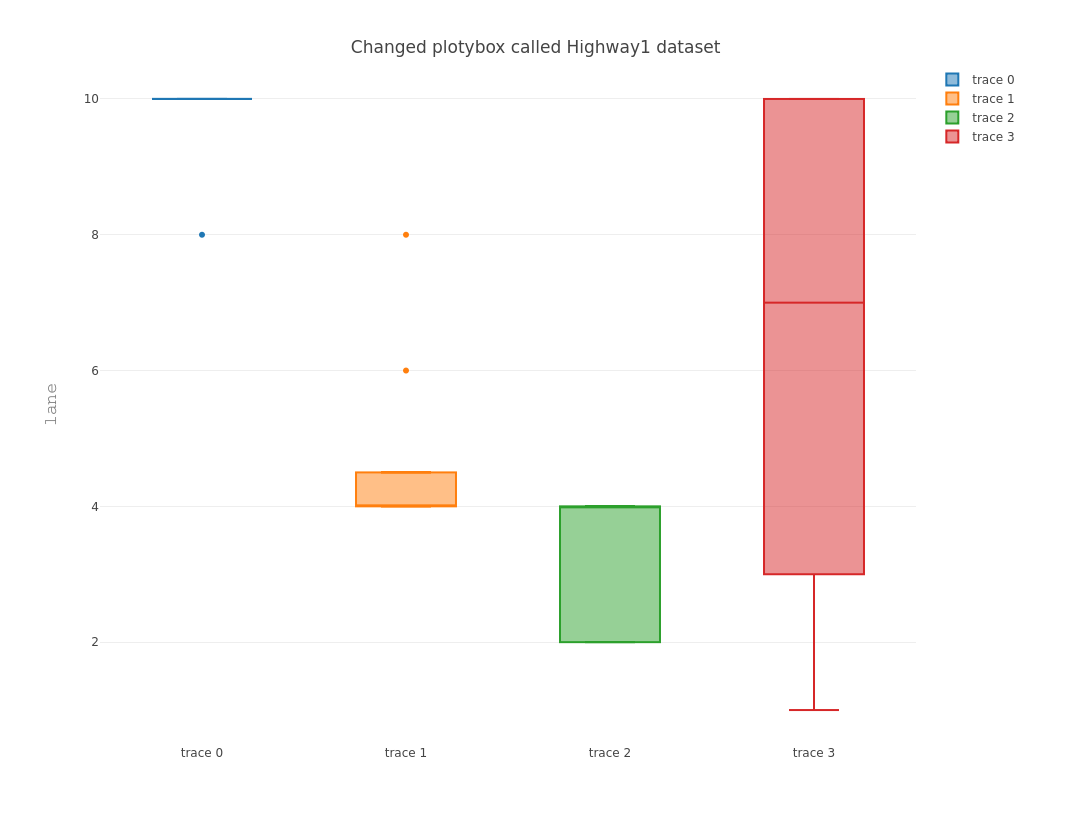 Changed plotybox called Highway1 dataset
trace 0
trace 1
trace 2
trace 3
10
8
6
4
2
lane
trace 0 trace 1 trace 2 trace 3